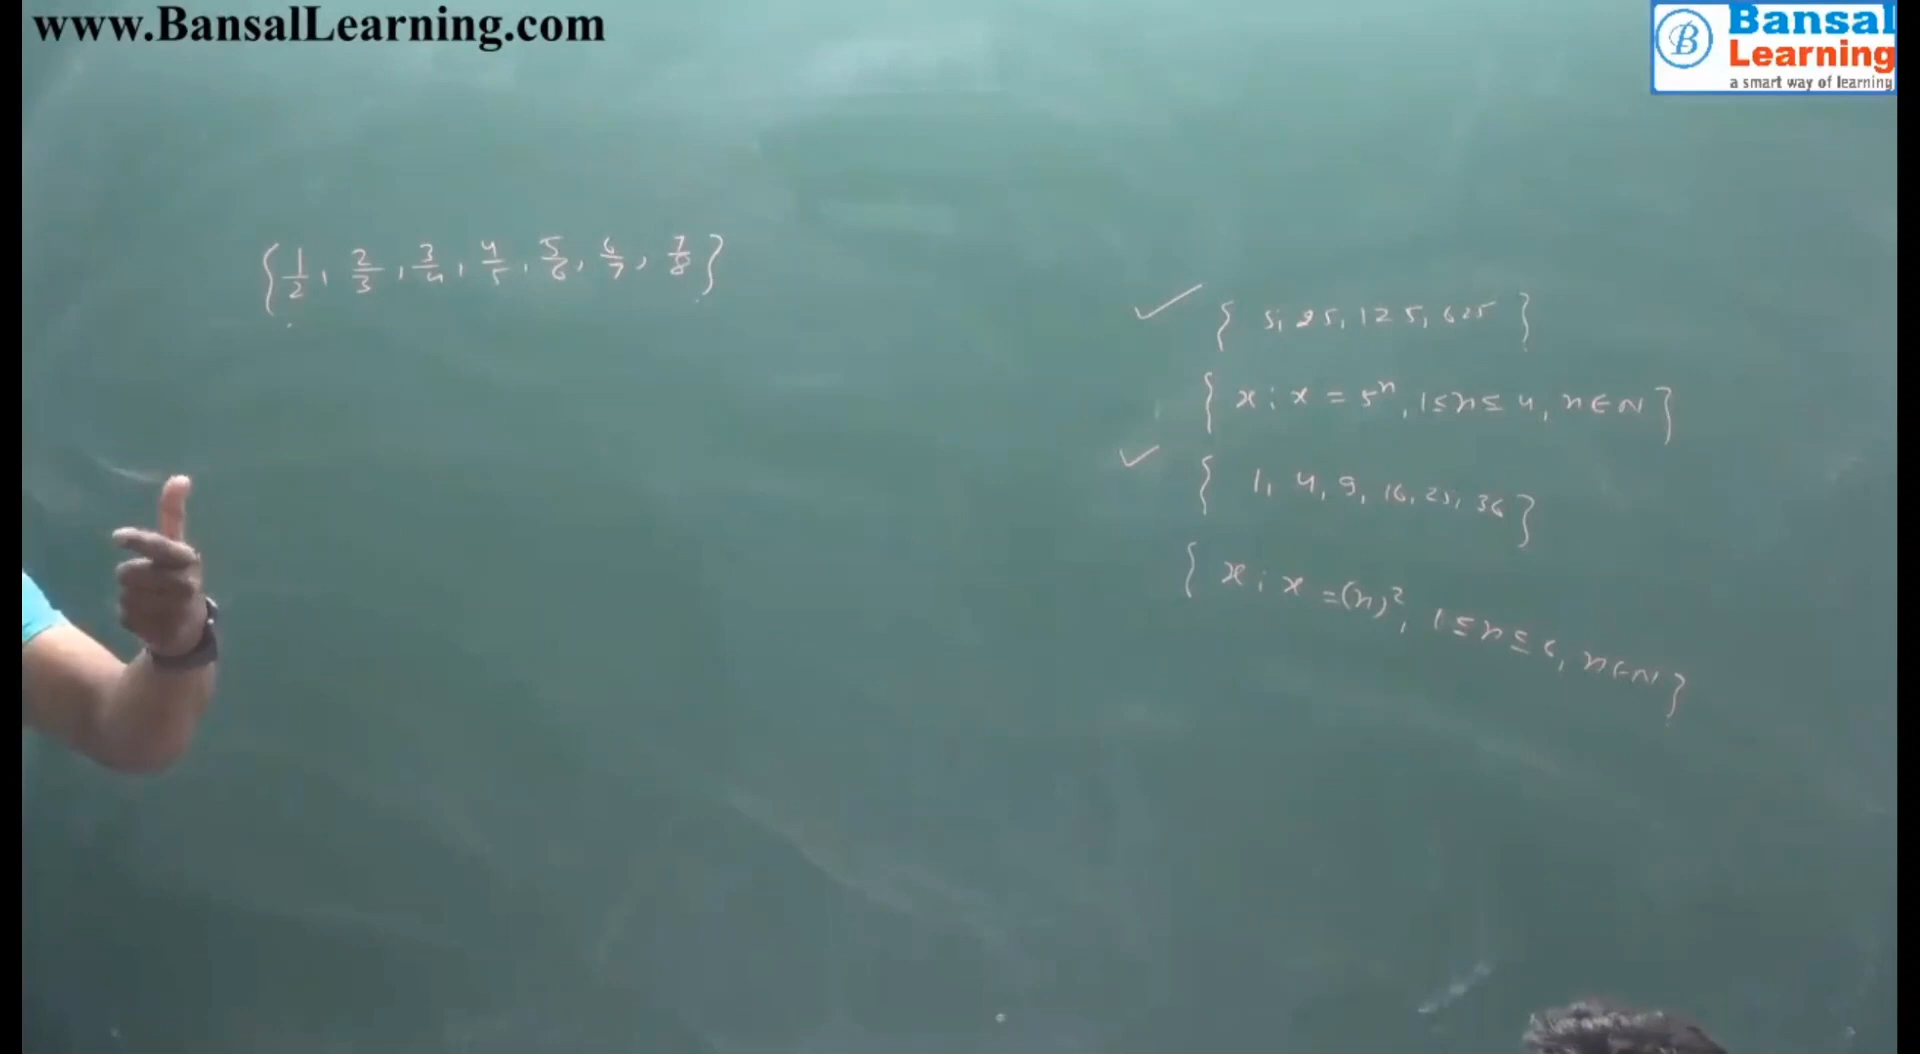 www.BansalLearning.com
B
Bansal
Learning
a smart way of learning
{1/2, 2/3, 3/4, 4/5, 5/6, 6/7, 7/8}
{ 5, 25, 125, 625 }
{ x : x = 5ⁿ, 1 ≤ n ≤ 4, n ∈ N }
{ 1, 4, 9, 16, 25, 36 }
{ x : x = (n)², 1 ≤ n ≤ 6, n ∈ N }